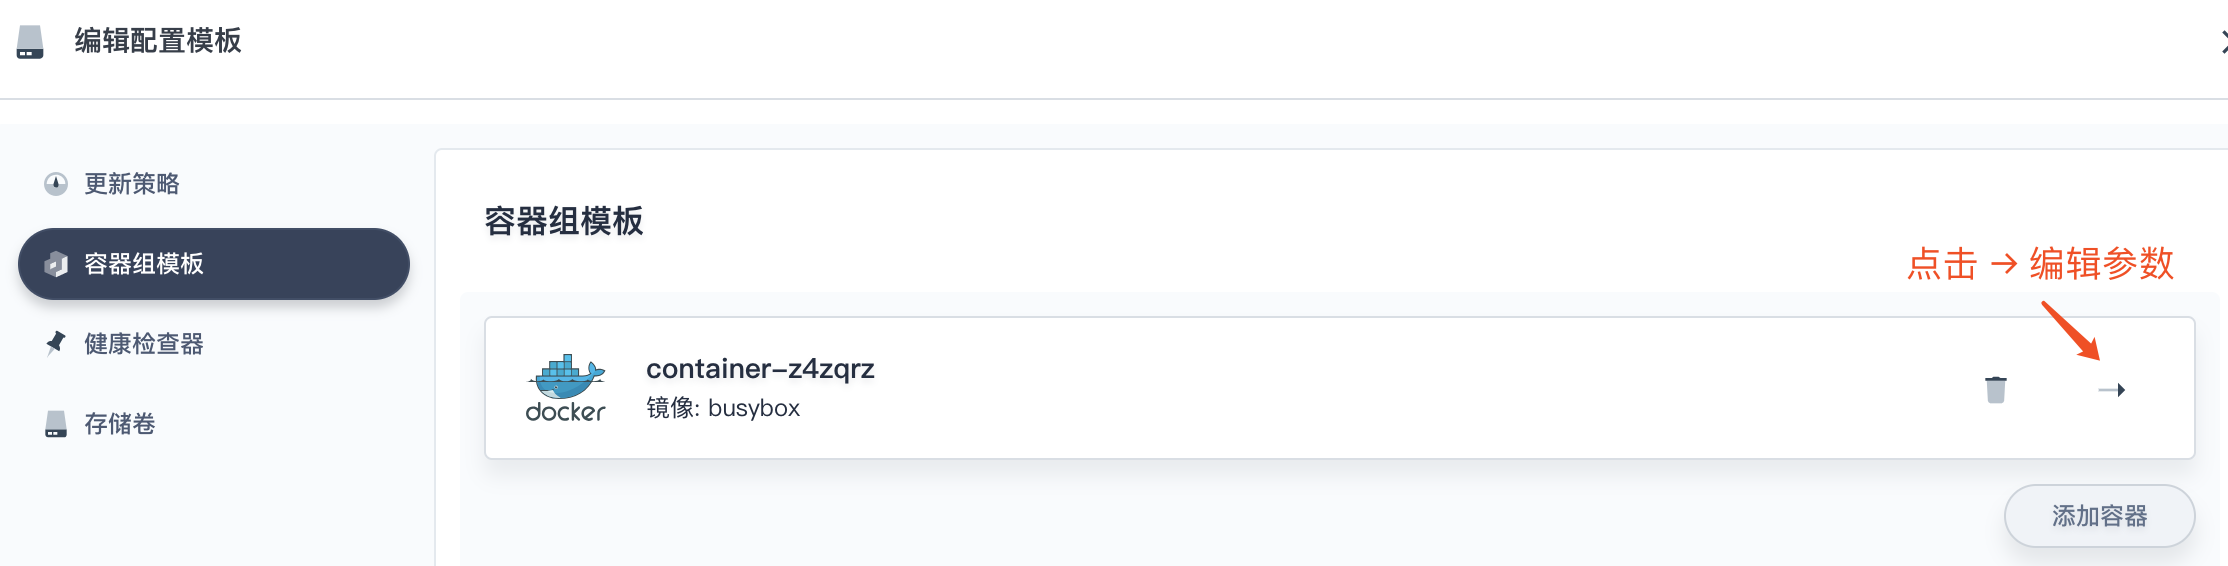 编辑配置模板
更新策略
容器组模板
健康检查器
存储卷
容器组模板
点击 → 编辑参数
docker
container-z4zqrz
镜像: busybox
添加容器